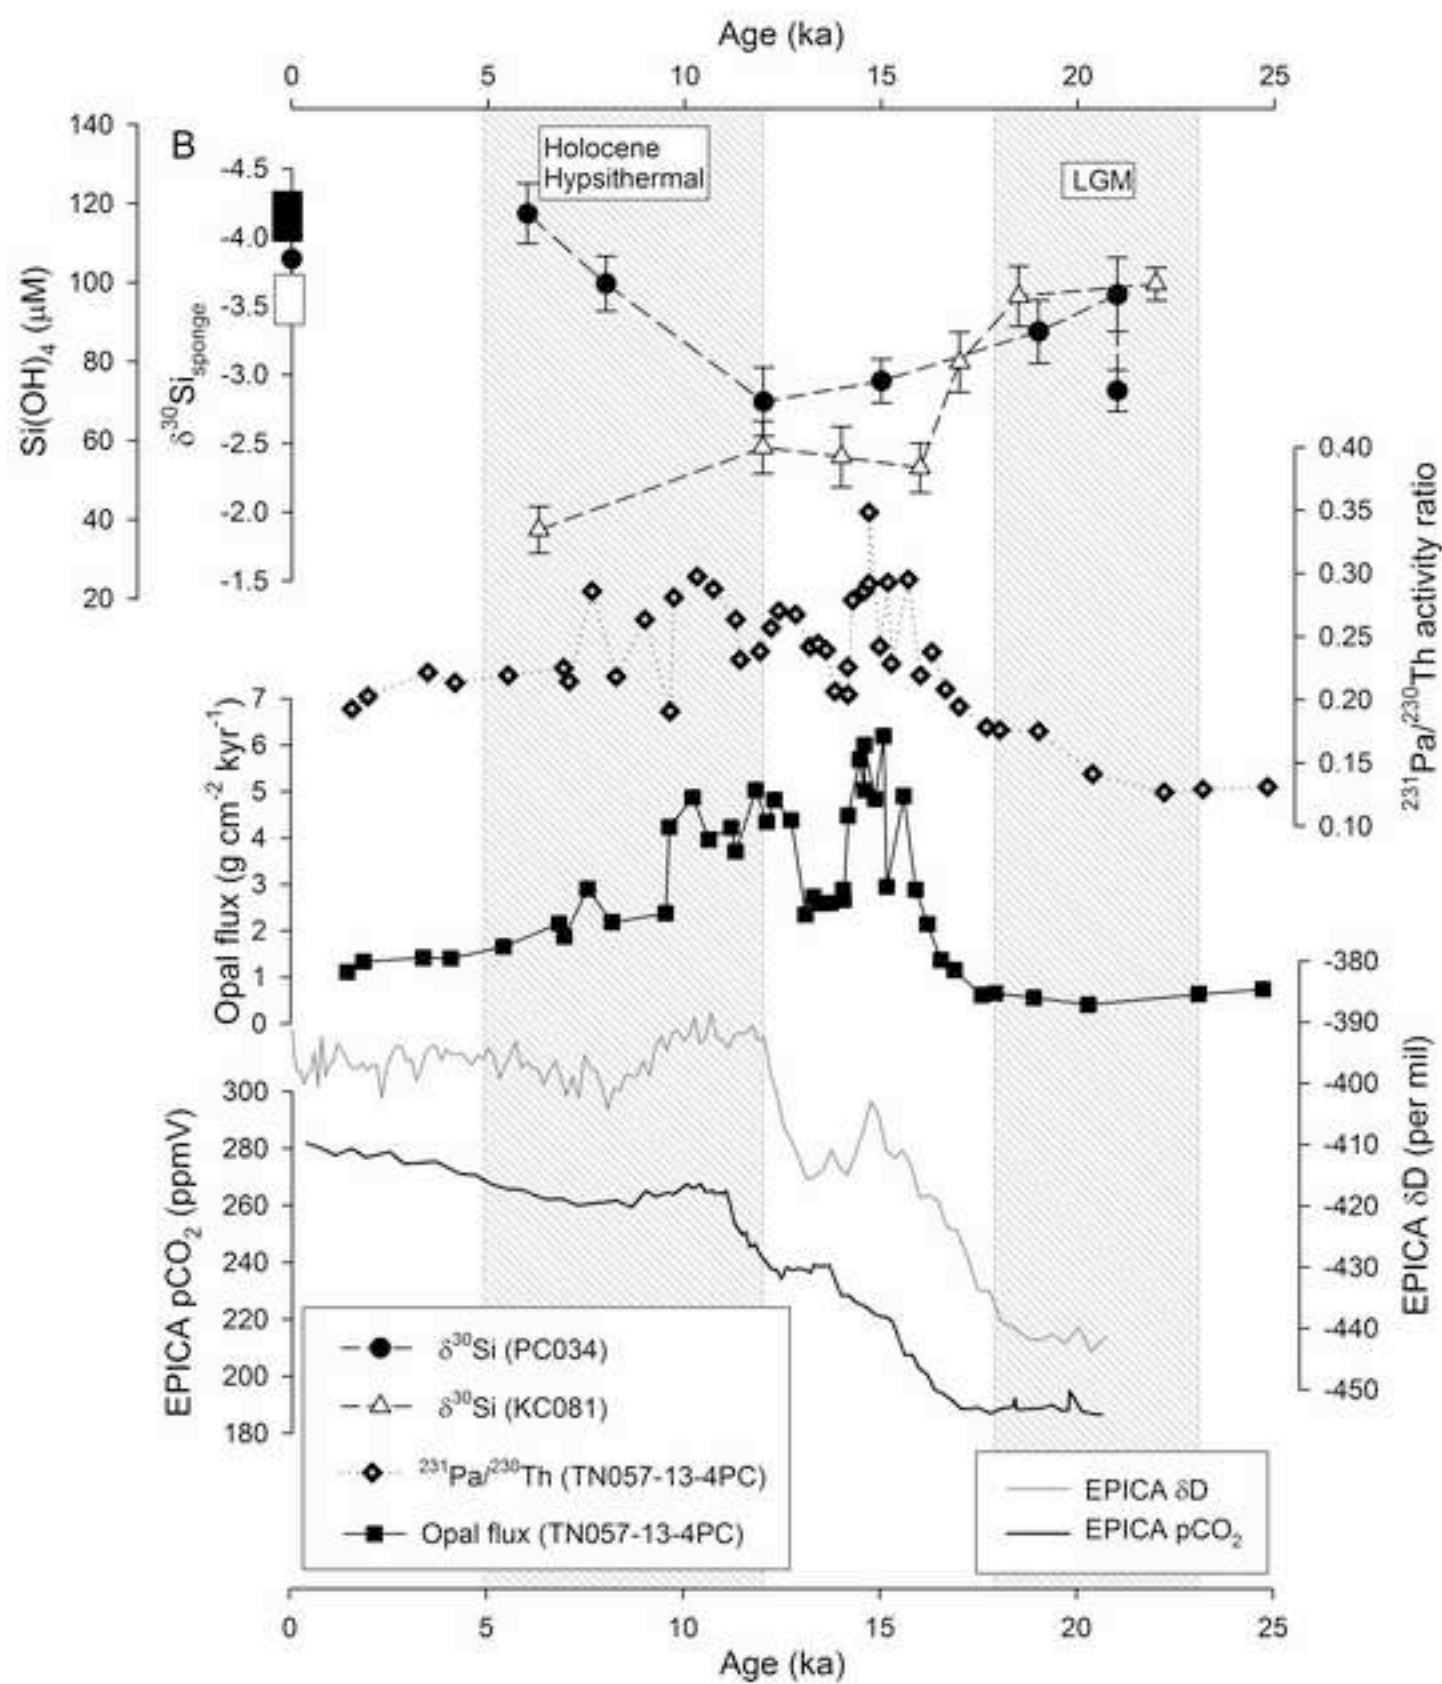 Age (ka)
0 5 10 15 20 25
B
Holocene
Hypsithermal
LGM
Si(OH)₄ (μM)
140
120
100
80
60
40
20
δ³⁰Si sponge
-4.5
-4.0
-3.5
-3.0
-2.5
-2.0
-1.5
²³¹Pa/²³⁰Th activity ratio
0.40
0.35
0.30
0.25
0.20
0.15
0.10
Opal flux (g cm⁻² kyr⁻¹)
7
6
5
4
3
2
1
0
EPICA δD (per mil)
-380
-390
-400
-410
-420
-430
-440
-450
EPICA pCO₂ (ppmV)
300
280
260
240
220
200
180
δ³⁰Si (PC034)
δ³⁰Si (KC081)
²³¹Pa/²³⁰Th (TN057-13-4PC)
Opal flux (TN057-13-4PC)
EPICA δD
EPICA pCO₂
0 5 10 15 20 25
Age (ka)